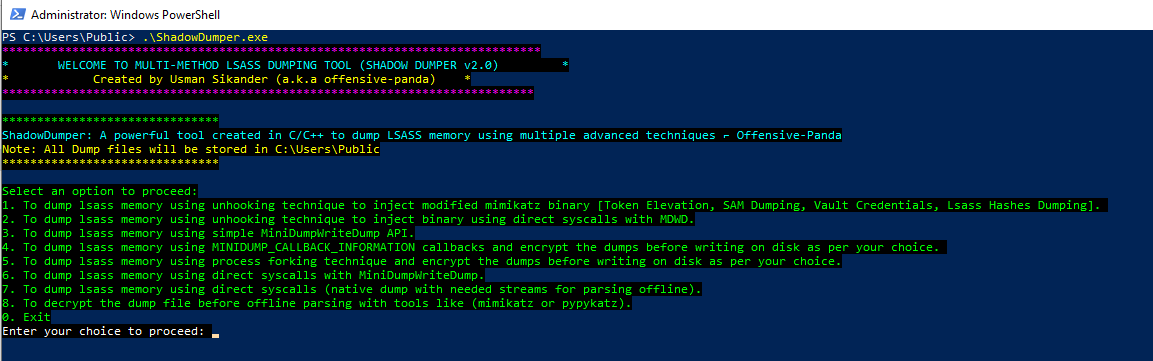 Administrator: Windows PowerShell
PS C:\Users\Public> .\ShadowDumper.exe
*****************************************************************************
*       WELCOME TO MULTI-METHOD LSASS DUMPING TOOL (SHADOW DUMPER v2.0)         *
*            Created by Usman Sikander (a.k.a offensive-panda)    *
****************************************************************************
*******************************
ShadowDumper: A powerful tool created in C/C++ to dump LSASS memory using multiple advanced techniques ⌐ Offensive-Panda
Note: All Dump files will be stored in C:\Users\Public
*******************************
Select an option to proceed:
1. To dump lsass memory using unhooking technique to inject modified mimikatz binary [Token Elevation, SAM Dumping, Vault Credentials, Lsass Hashes Dumping].
2. To dump lsass memory using unhooking technique to inject binary using direct syscalls with MDWD.
3. To dump lsass memory using simple MiniDumpWriteDump API.
4. To dump lsass memory using MINIDUMP_CALLBACK_INFORMATION callbacks and encrypt the dumps before writing on disk as per your choice.
5. To dump lsass memory using process forking technique and encrypt the dumps before writing on disk as per your choice.
6. To dump lsass memory using direct syscalls with MiniDumpWriteDump.
7. To dump lsass memory using direct syscalls (native dump with needed streams for parsing offline).
8. To decrypt the dump file before offline parsing with tools like (mimikatz or pypykatz).
0. Exit
Enter your choice to proceed: _